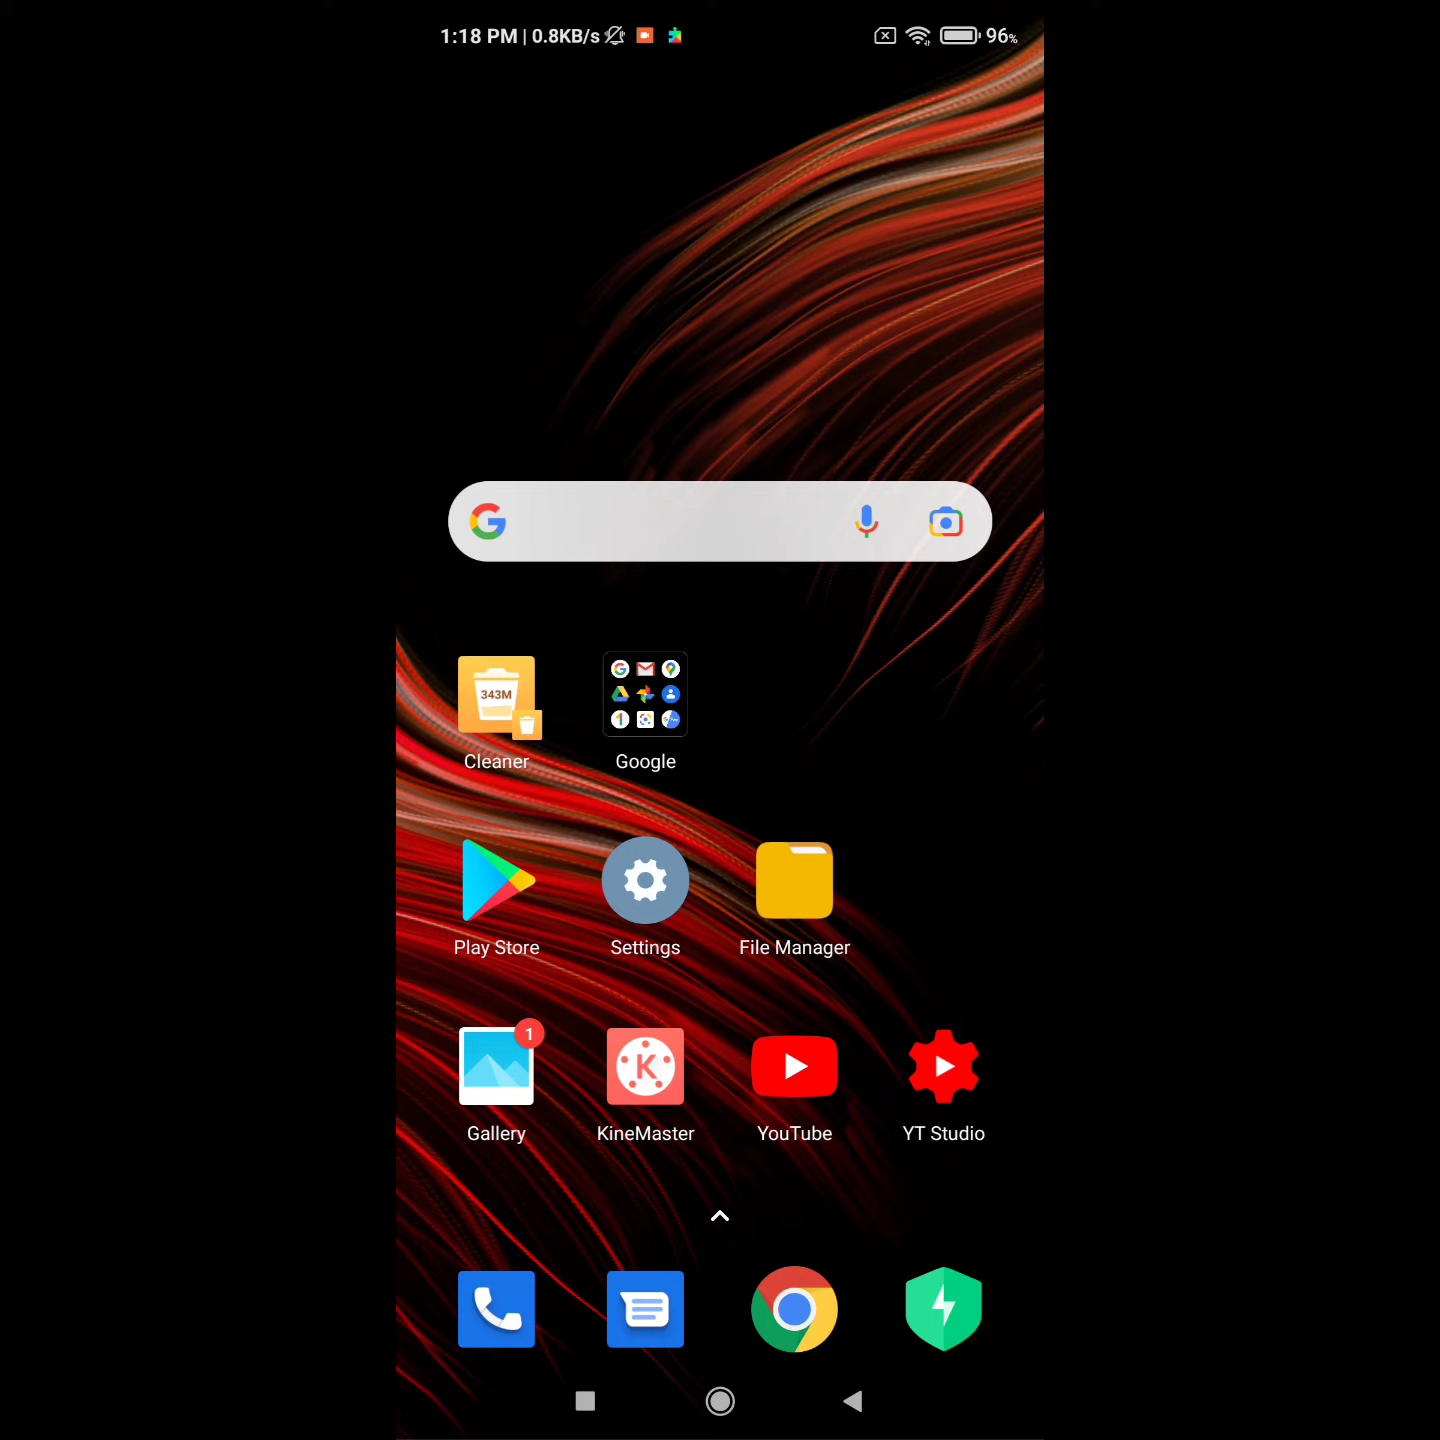 1:18 PM | 0.8KB/s
96%
343M
Cleaner
Google
Play Store
Settings
File Manager
1
Gallery
K
KineMaster
YouTube
YT Studio